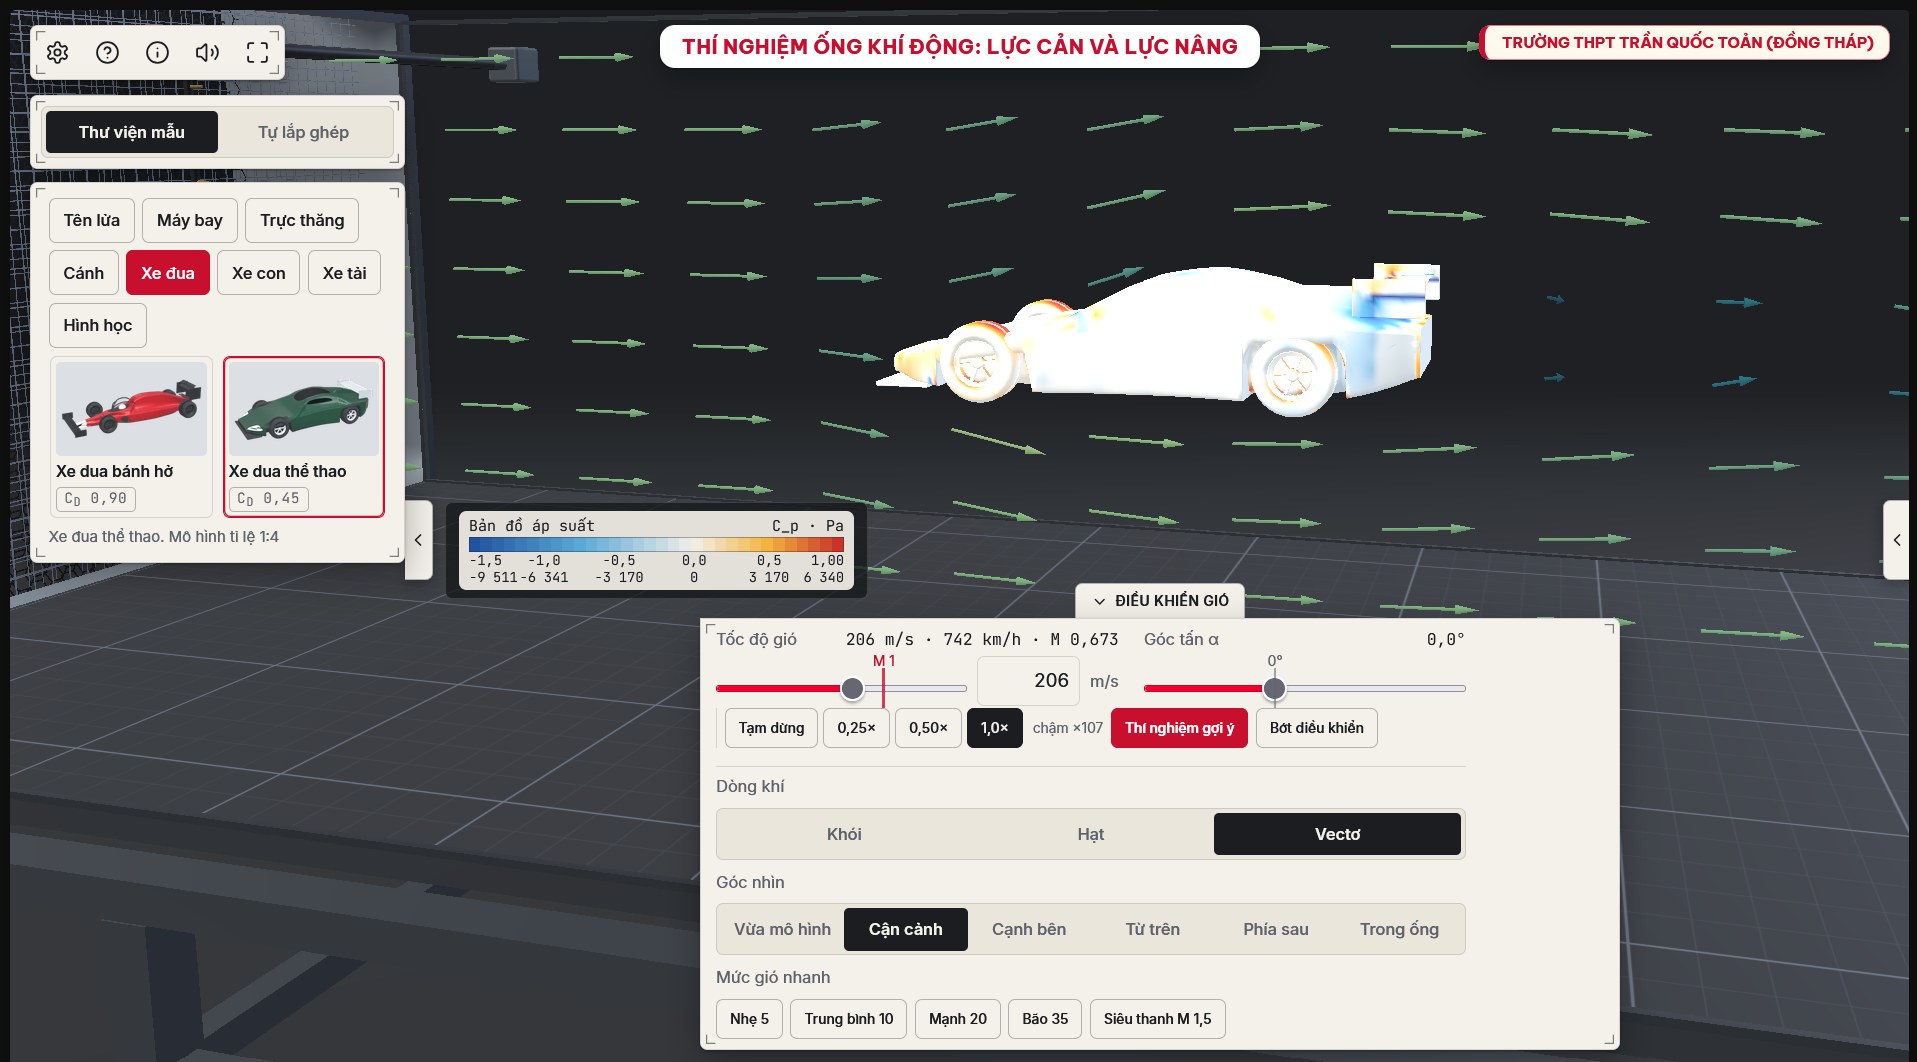 THÍ NGHIỆM ỐNG KHÍ ĐỘNG: LỰC CẢN VÀ LỰC NÂNG
TRƯỜNG THPT TRẦN QUỐC TOẢN (ĐỒNG THÁP)
Thư viện mẫu
Tự lắp ghép
Tên lửa
Máy bay
Trực thăng
Cánh
Xe đua
Xe con
Xe tải
Hình học
Xe đua bánh hở
C_D 0,90
Xe đua thể thao
C_D 0,45
Xe đua thể thao. Mô hình tỉ lệ 1:4
Bản đồ áp suất C_p · Pa
-1,5 -1,0 -0,5 0,0 0,5 1,00
-9 511 -6 341 -3 170 0 3 170 6 340
ĐIỀU KHIỂN GIÓ
Tốc độ gió 206 m/s · 742 km/h · M 0,673
Góc tấn α 0,0°
M 1
0°
206 m/s
Tạm dừng
0,25×
0,50×
1,0×
chậm ×107
Thí nghiệm gợi ý
Bớt điều khiển
Dòng khí
Khói
Hạt
Vectơ
Góc nhìn
Vừa mô hình
Cận cảnh
Cạnh bên
Từ trên
Phía sau
Trong ống
Mức gió nhanh
Nhẹ 5
Trung bình 10
Mạnh 20
Bão 35
Siêu thanh M 1,5